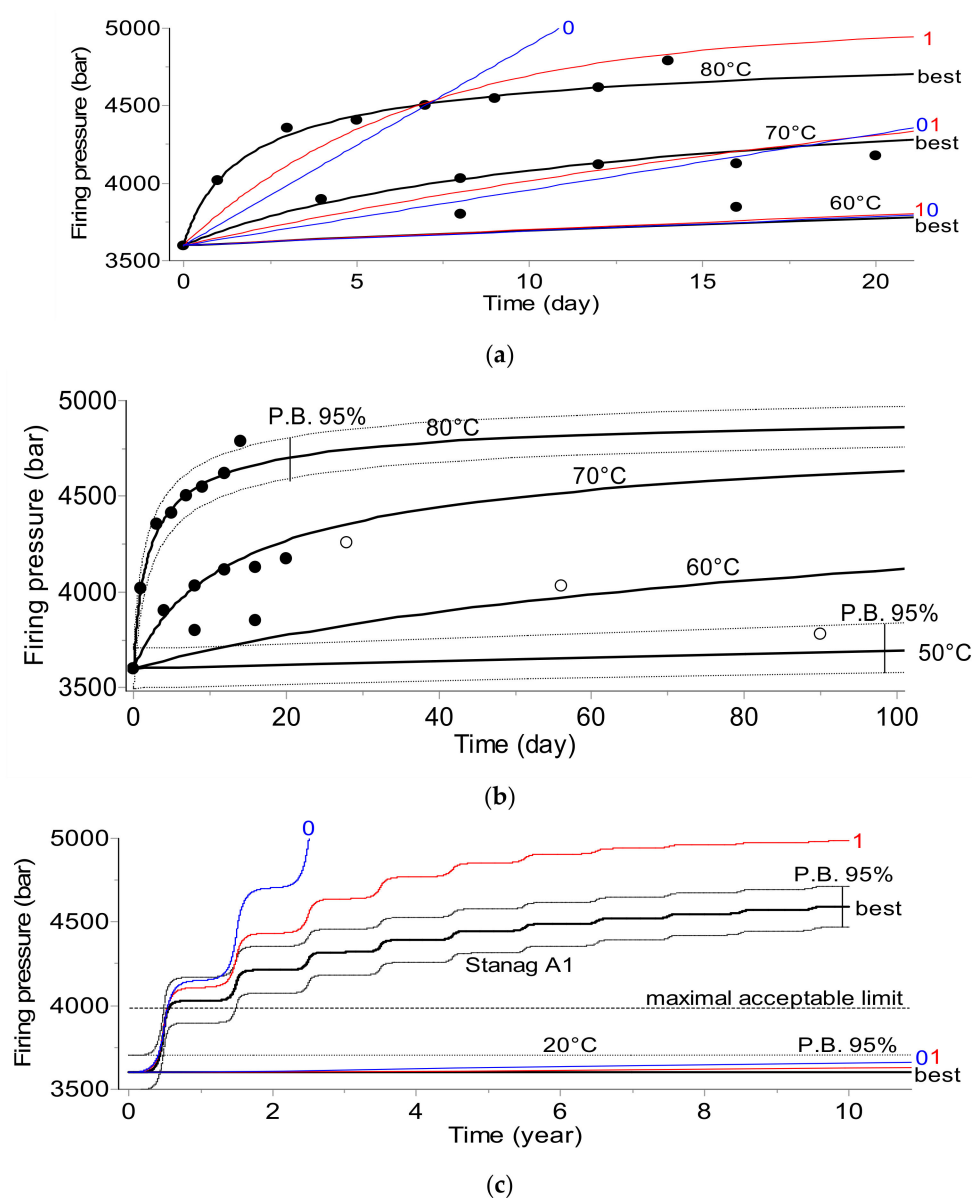 5000
4500
4000
3500
Firing pressure (bar)
0
1
80°C
best
70°C
01
best
60°C
10
best
0 5 10 15 20
Time (day)
(a)
5000
4500
4000
3500
Firing pressure (bar)
P.B. 95%
80°C
70°C
60°C
P.B. 95%
50°C
0 20 40 60 80 100
Time (day)
(b)
5000
4500
4000
3500
Firing pressure (bar)
0
1
P.B. 95%
best
Stanag A1
maximal acceptable limit
20°C P.B. 95%
01
best
0 2 4 6 8 10
Time (year)
(c)